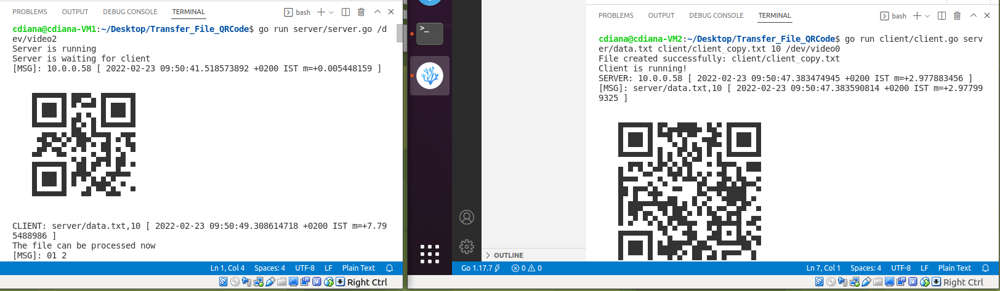 PROBLEMS OUTPUT DEBUG CONSOLE TERMINAL bash
cdiana@cdiana-VM1:~/Desktop/Transfer_File_QRCode$ go run server/server.go /d
ev/video2
Server is running
Server is waiting for client
[MSG]: 10.0.0.58 [ 2022-02-23 09:50:41.518573892 +0200 IST m=+0.005448159 ]
CLIENT: server/data.txt,10 [ 2022-02-23 09:50:49.308614718 +0200 IST m=+7.79
5488986 ]
The file can be processed now
[MSG]: 01 2
Ln 1, Col 4 Spaces: 4 UTF-8 LF Plain Text
Right Ctrl
>_
OUTLINE
PROBLEMS OUTPUT DEBUG CONSOLE TERMINAL bash
cdiana@cdiana-VM2:~/Desktop/Transfer_File_QRCode$ go run client/client.go serv
er/data.txt client/client_copy.txt 10 /dev/video0
File created successfully: client/client_copy.txt
Client is running!
SERVER: 10.0.0.58 [ 2022-02-23 09:50:47.383474945 +0200 IST m=+2.977883456 ]
[MSG]: server/data.txt,10 [ 2022-02-23 09:50:47.383590814 +0200 IST m=+2.97799
9325 ]
Go 1.17.7 0 0 Ln 7, Col 1 Spaces: 4 UTF-8 LF Plain Text
Right Ctrl